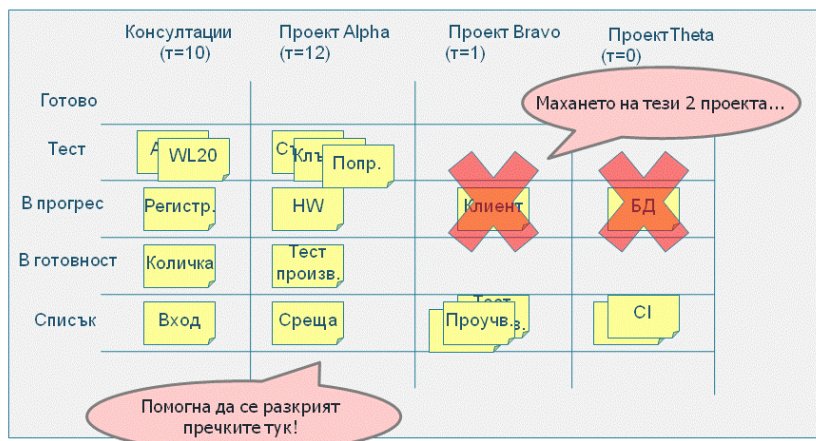 Консултации
(т=10)
Проект Alpha
(т=12)
Проект Bravo
(т=1)
Проект Theta
(т=0)
Готово
Махането на тези 2 проекта...
Тест
WL20
Попр.
В прогрес
Регистр.
HW
Клиент
БД
В готовност
Количка
Тест
произв.
Списък
Вход
Среща
Тест
Проучв.
CI
Помогна да се разкрият
пречките тук!